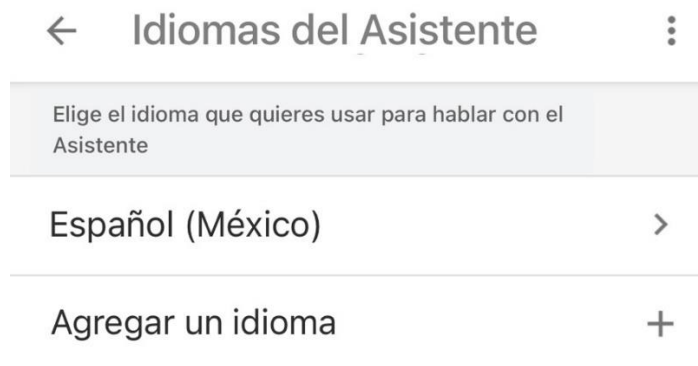 Idiomas del Asistente
Elige el idioma que quieres usar para hablar con el
Asistente
Español (México)
Agregar un idioma